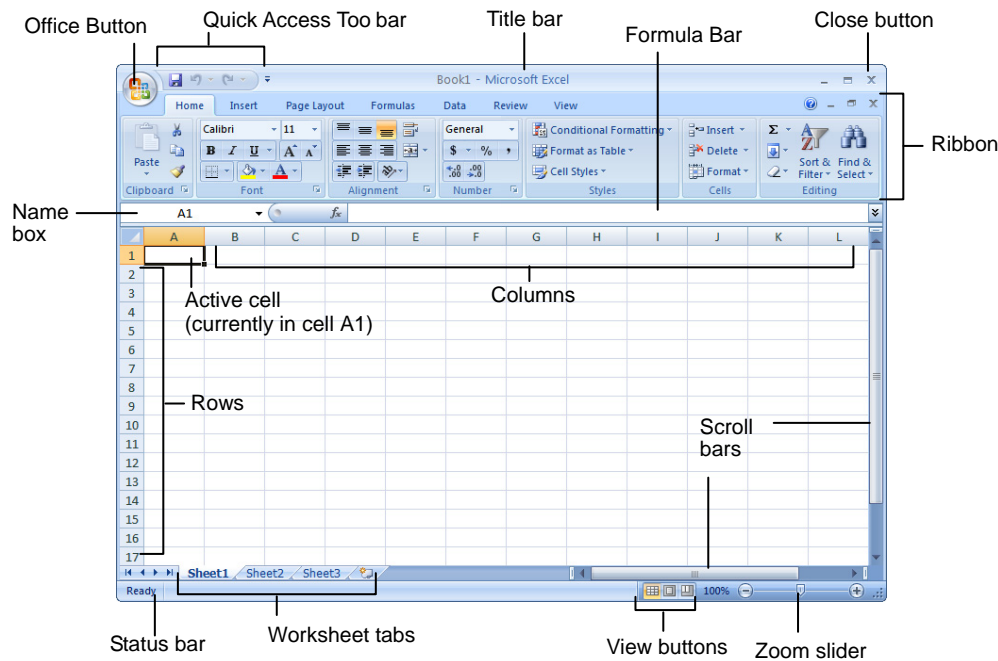 Office Button
Quick Access Too bar
Title bar
Formula Bar
Close button
Book1 - Microsoft Excel
Home Insert Page Layout Formulas Data Review View
Calibri 11 General Conditional Formatting Insert Σ
Paste B I U A A $ % , Format as Table Delete Sort & Find &
A .00 .0 Cell Styles Format Filter Select
Clipboard Font Alignment Number Styles Cells Editing
Ribbon
Name
box
A1 fx
A B C D E F G H I J K L
1
2
3
4
5
6
7
8
9
10
11
12
13
14
15
16
17
Active cell
(currently in cell A1)
Columns
Rows
Scroll
bars
Sheet1 Sheet2 Sheet3
Ready 100%
Status bar
Worksheet tabs
View buttons
Zoom slider